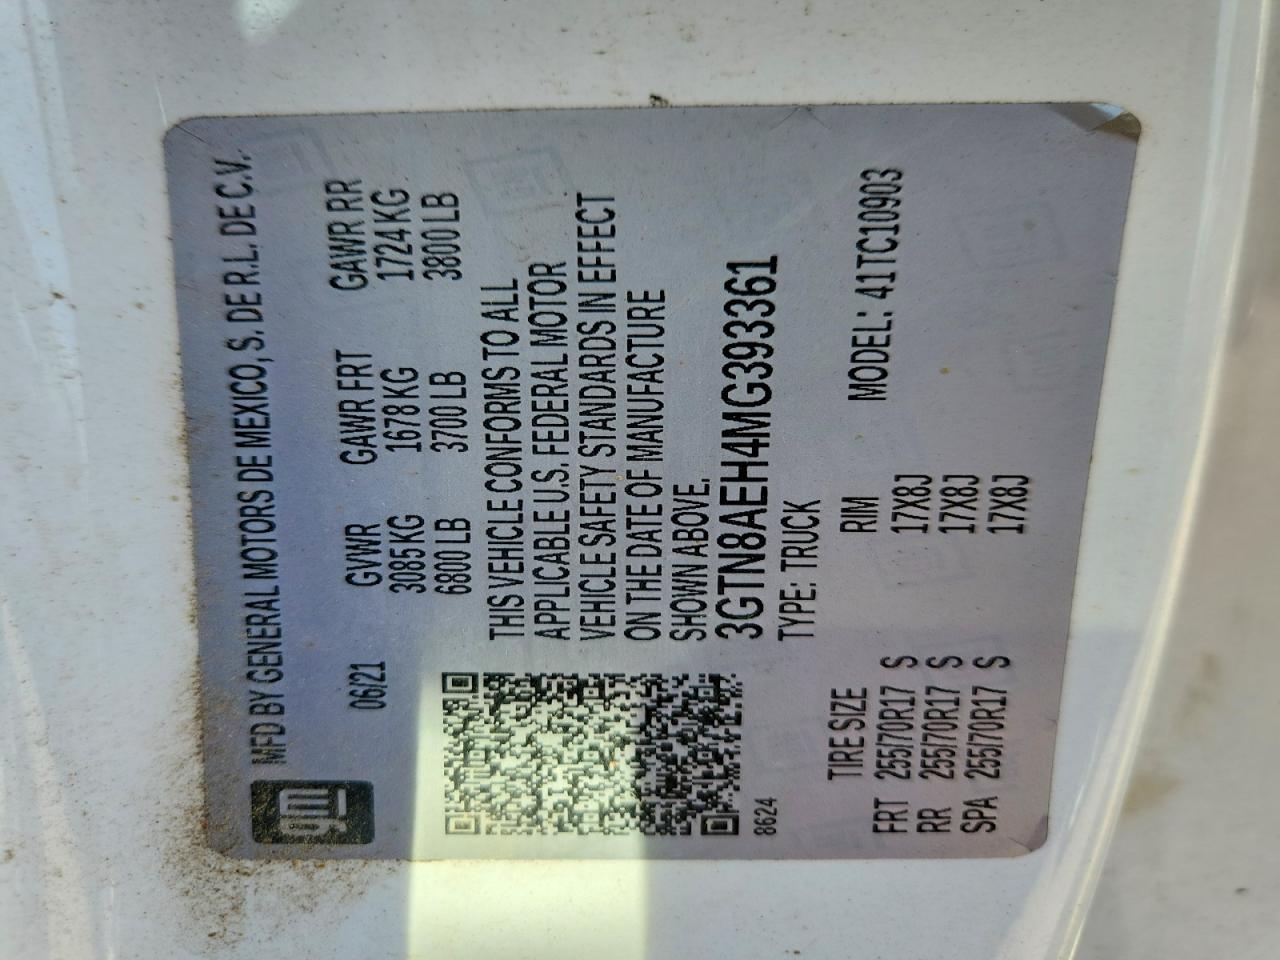 gm
MFD BY GENERAL MOTORS DE MEXICO, S. DE R.L. DE C.V.
06/21 GVWR GAWR FRT GAWR RR
3085 KG 1678 KG 1724 KG
6800 LB 3700 LB 3800 LB
THIS VEHICLE CONFORMS TO ALL
APPLICABLE U.S. FEDERAL MOTOR
VEHICLE SAFETY STANDARDS IN EFFECT
ON THE DATE OF MANUFACTURE
SHOWN ABOVE.
3GTN8AEH4MG393361
8624 TYPE: TRUCK
TIRE SIZE RIM MODEL: 41TC10903
FRT 255/70R17 S 17X8J
RR 255/70R17 S 17X8J
SPA 255/70R17 S 17X8J